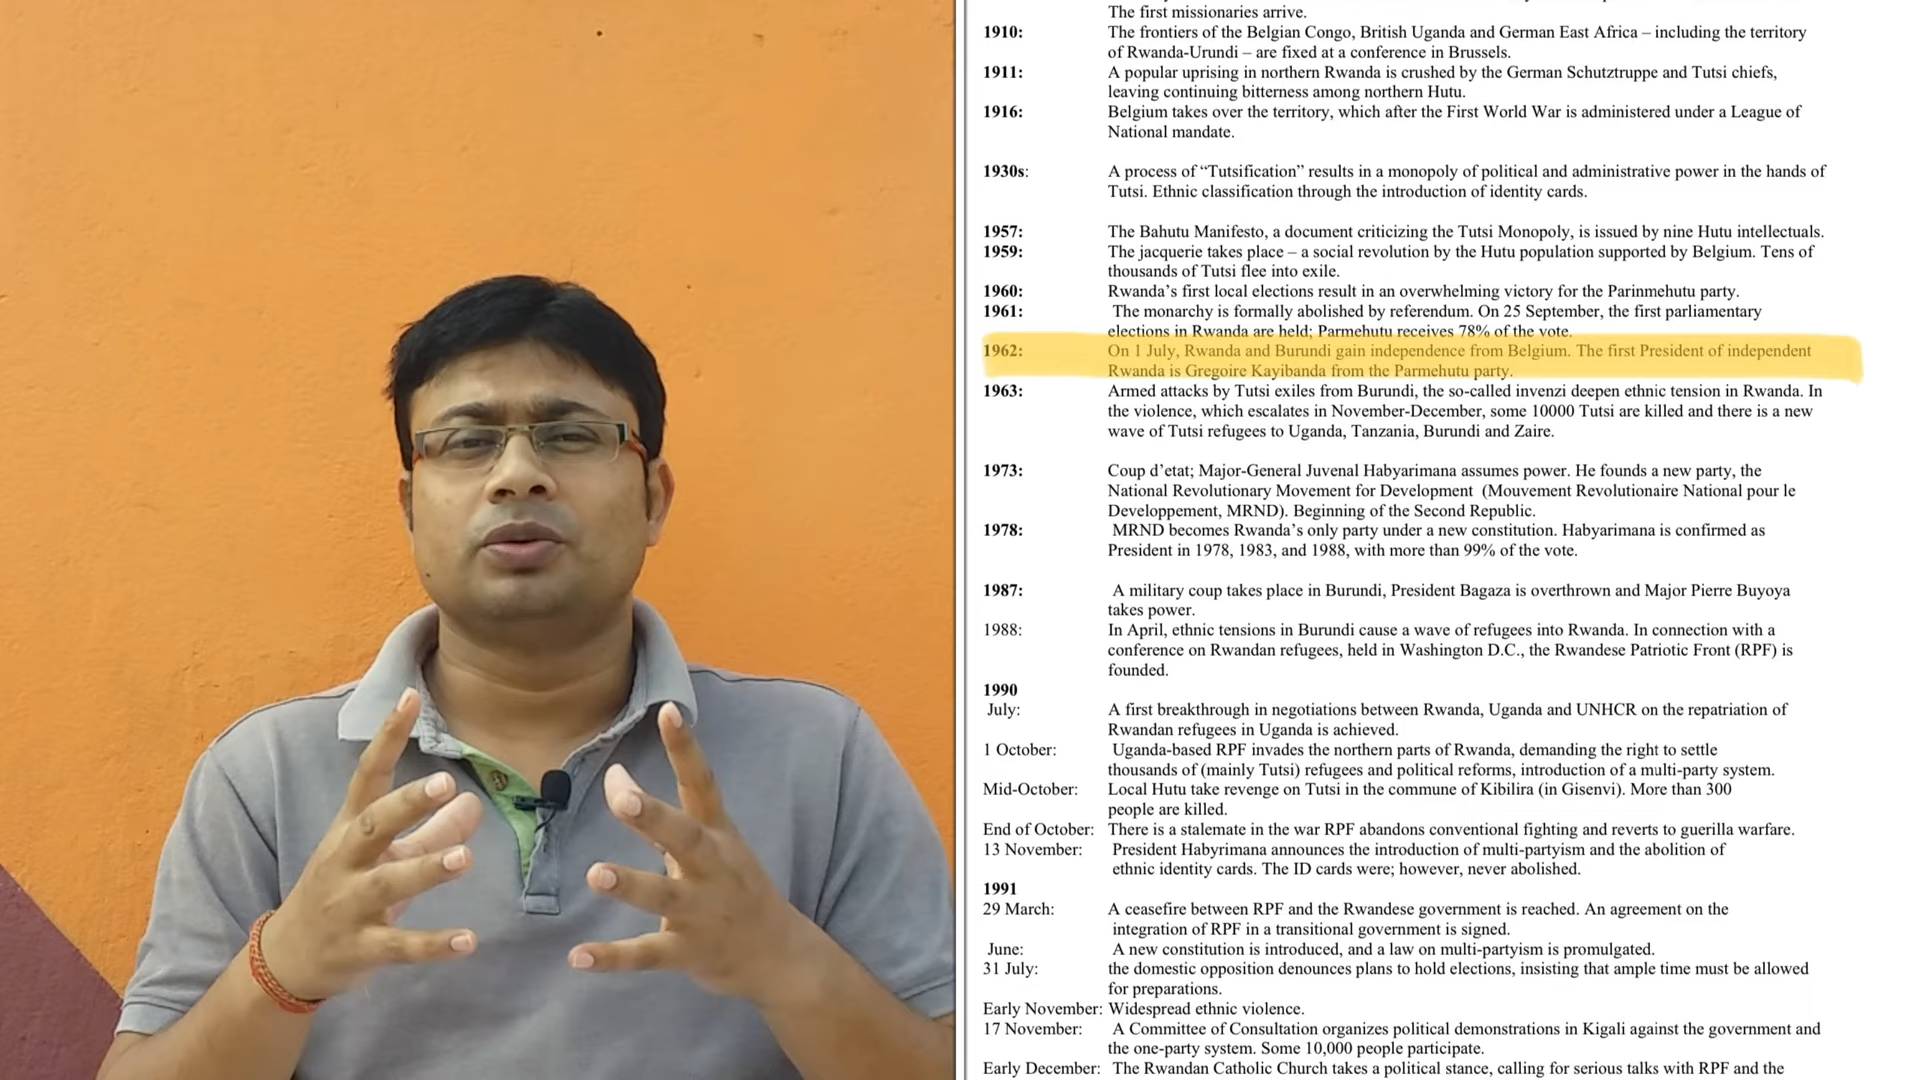 The first missionaries arrive.
1910: The frontiers of the Belgian Congo, British Uganda and German East Africa – including the territory
of Rwanda-Urundi – are fixed at a conference in Brussels.
1911: A popular uprising in northern Rwanda is crushed by the German Schutztruppe and Tutsi chiefs,
leaving continuing bitterness among northern Hutu.
1916: Belgium takes over the territory, which after the First World War is administered under a League of
National mandate.
1930s: A process of “Tutsification” results in a monopoly of political and administrative power in the hands of
Tutsi. Ethnic classification through the introduction of identity cards.
1957: The Bahutu Manifesto, a document criticizing the Tutsi Monopoly, is issued by nine Hutu intellectuals.
1959: The jacquerie takes place – a social revolution by the Hutu population supported by Belgium. Tens of
thousands of Tutsi flee into exile.
1960: Rwanda’s first local elections result in an overwhelming victory for the Parinmehutu party.
1961: The monarchy is formally abolished by referendum. On 25 September, the first parliamentary
elections in Rwanda are held; Parmehutu receives 78% of the vote.
1962: On 1 July, Rwanda and Burundi gain independence from Belgium. The first President of independent
Rwanda is Gregoire Kayibanda from the Parmehutu party.
1963: Armed attacks by Tutsi exiles from Burundi, the so-called invenzi deepen ethnic tension in Rwanda. In
the violence, which escalates in November-December, some 10000 Tutsi are killed and there is a new
wave of Tutsi refugees to Uganda, Tanzania, Burundi and Zaire.
1973: Coup d’etat; Major-General Juvenal Habyarimana assumes power. He founds a new party, the
National Revolutionary Movement for Development (Mouvement Revolutionaire National pour le
Developpement, MRND). Beginning of the Second Republic.
1978: MRND becomes Rwanda’s only party under a new constitution. Habyarimana is confirmed as
President in 1978, 1983, and 1988, with more than 99% of the vote.
1987: A military coup takes place in Burundi, President Bagaza is overthrown and Major Pierre Buyoya
takes power.
1988: In April, ethnic tensions in Burundi cause a wave of refugees into Rwanda. In connection with a
conference on Rwandan refugees, held in Washington D.C., the Rwandese Patriotic Front (RPF) is
founded.
1990
July: A first breakthrough in negotiations between Rwanda, Uganda and UNHCR on the repatriation of
Rwandan refugees in Uganda is achieved.
1 October: Uganda-based RPF invades the northern parts of Rwanda, demanding the right to settle
thousands of (mainly Tutsi) refugees and political reforms, introduction of a multi-party system.
Mid-October: Local Hutu take revenge on Tutsi in the commune of Kibilira (in Gisenvi). More than 300
people are killed.
End of October: There is a stalemate in the war RPF abandons conventional fighting and reverts to guerilla warfare.
13 November: President Habyrimana announces the introduction of multi-partyism and the abolition of
ethnic identity cards. The ID cards were; however, never abolished.
1991
29 March: A ceasefire between RPF and the Rwandese government is reached. An agreement on the
integration of RPF in a transitional government is signed.
June: A new constitution is introduced, and a law on multi-partyism is promulgated.
31 July: the domestic opposition denounces plans to hold elections, insisting that ample time must be allowed
for preparations.
Early November: Widespread ethnic violence.
17 November: A Committee of Consultation organizes political demonstrations in Kigali against the government and
the one-party system. Some 10,000 people participate.
Early December: The Rwandan Catholic Church takes a political stance, calling for serious talks with RPF and the